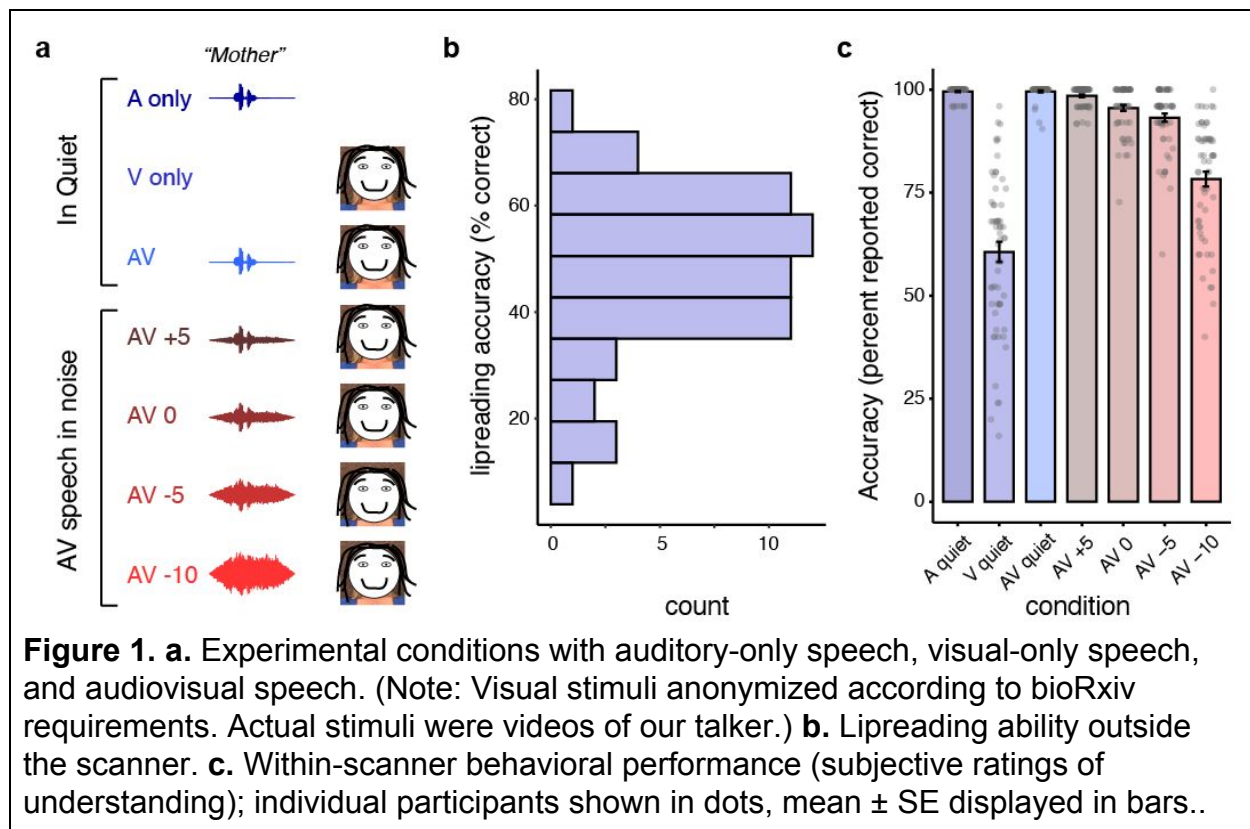 a
"Mother"
In Quiet
A only
V only
AV
AV speech in noise
AV +5
AV 0
AV -5
AV -10
b
lipreading accuracy (% correct)
80
60
40
20
0
5
10
count
c
Accuracy (percent reported correct)
100
75
50
25
0
A quiet
V quiet
AV quiet
AV +5
AV 0
AV −5
AV −10
condition
Figure 1. a. Experimental conditions with auditory-only speech, visual-only speech,
and audiovisual speech. (Note: Visual stimuli anonymized according to bioRxiv
requirements. Actual stimuli were videos of our talker.) b. Lipreading ability outside
the scanner. c. Within-scanner behavioral performance (subjective ratings of
understanding); individual participants shown in dots, mean ± SE displayed in bars..